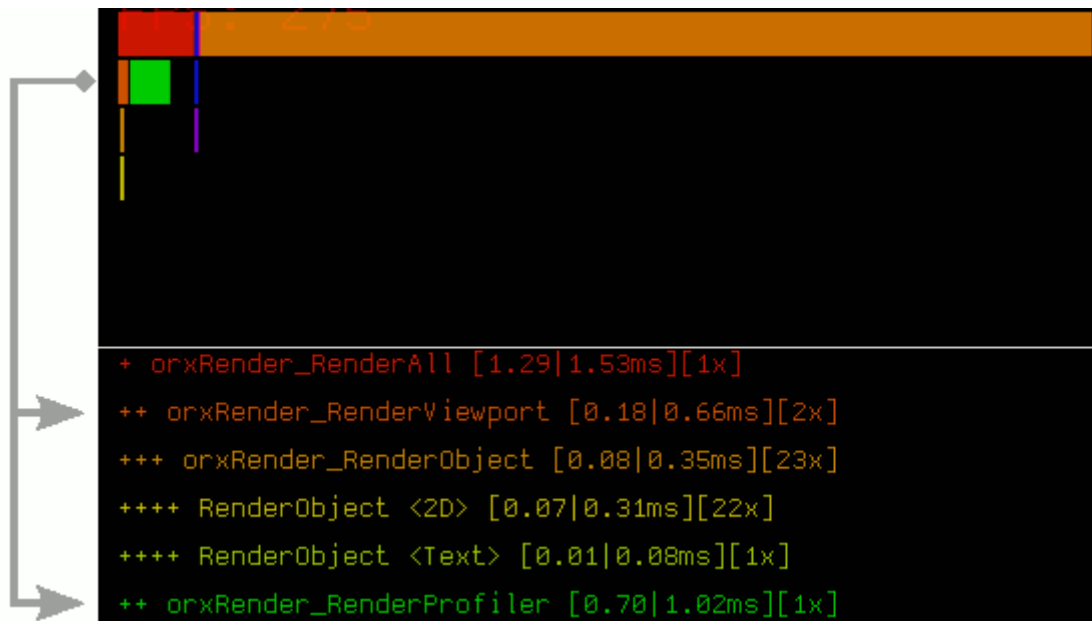 FPS: 275
+ orxRender_RenderAll [1.29|1.53ms][1x]
++ orxRender_RenderViewport [0.18|0.66ms][2x]
+++ orxRender_RenderObject [0.08|0.35ms][23x]
++++ RenderObject <2D> [0.07|0.31ms][22x]
++++ RenderObject <Text> [0.01|0.08ms][1x]
++ orxRender_RenderProfiler [0.70|1.02ms][1x]